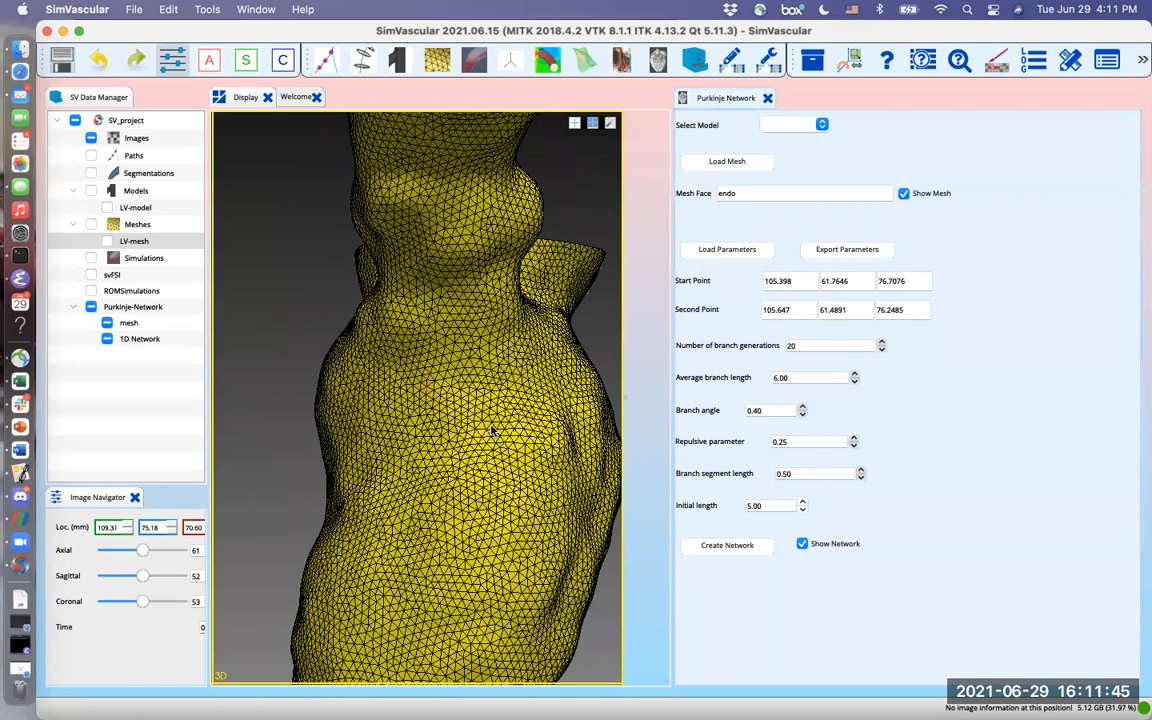 SimVascular File Edit Tools Window Help Tue Jun 29 4:11 PM
SimVascular 2021.06.15 (MITK 2018.4.2 VTK 8.1.1 ITK 4.13.2 Qt 5.11.3) - SimVascular
A S C
SV Data Manager
Display
Welcome
Purkinje Network
SV_project
Images
Paths
Segmentations
Models
LV-model
Meshes
LV-mesh
Simulations
svFSI
ROMSimulations
Purkinje-Network
mesh
1D Network
Image Navigator
Loc. (mm) 109.31 75.18 70.60
Axial 61
Sagittal 52
Coronal 53
Time 0
3D
Select Model
Load Mesh
Mesh Face endo Show Mesh
Load Parameters Export Parameters
Start Point 105.398 61.7646 76.7076
Second Point 105.647 61.4891 76.2485
Number of branch generations 20
Average branch length 6.00
Branch angle 0.40
Repulsive parameter 0.25
Branch segment length 0.50
Initial length 5.00
Create Network Show Network
2021-06-29 16:11:45
No image information at this position! 5.12 GB (31.97 %)